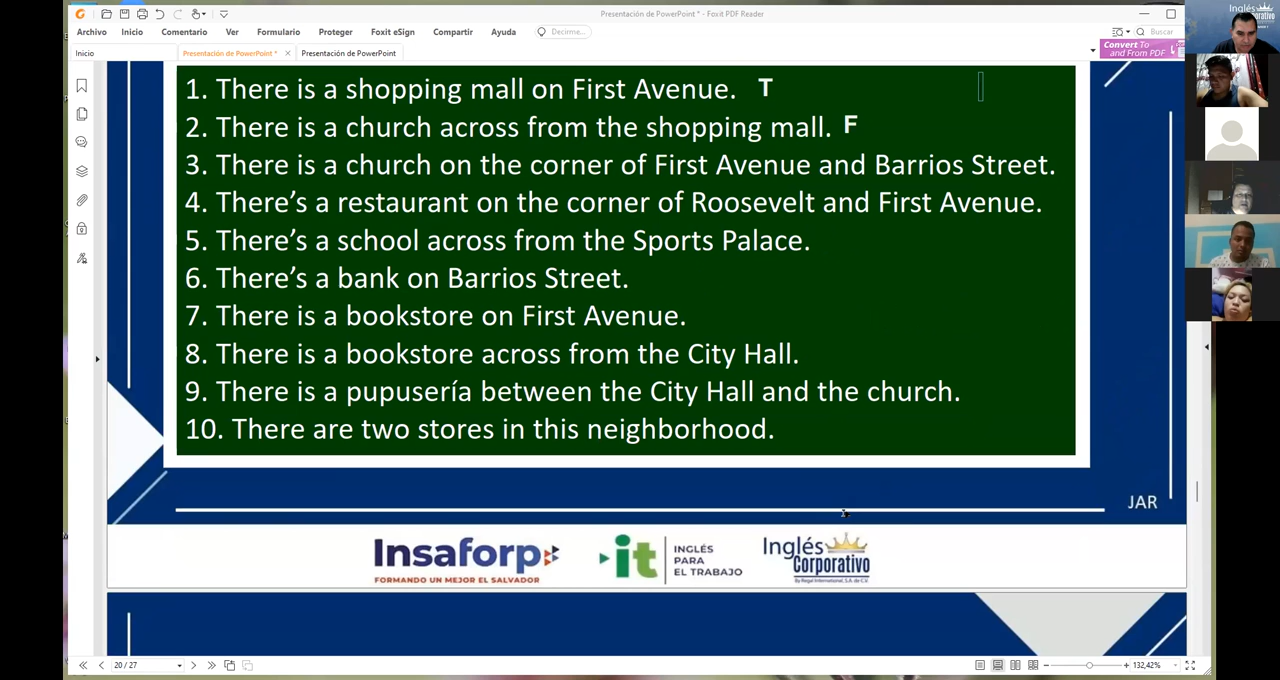 Presentación de PowerPoint * - Foxit PDF Reader
Archivo Inicio Comentario Ver Proteger Formulario Foxit eSign Compartir Ayuda Decirme... Buscar
Inicio Presentación de PowerPoint * Presentación de PowerPoint
Convert To
and From PDF
Inglés
Corporativo
1. There is a shopping mall on First Avenue. T
2. There is a church across from the shopping mall. F
3. There is a church on the corner of First Avenue and Barrios Street.
4. There's a restaurant on the corner of Roosevelt and First Avenue.
5. There's a school across from the Sports Palace.
6. There's a bank on Barrios Street.
7. There is a bookstore on First Avenue.
8. There is a bookstore across from the City Hall.
9. There is a pupusería between the City Hall and the church.
10. There are two stores in this neighborhood.
JAR
Insaforp
FORMANDO UN MEJOR EL SALVADOR
it
INGLÉS
PARA
EL TRABAJO
Inglés
Corporativo
By Regal International, S.A. de C.V.
20 / 27
132,42%